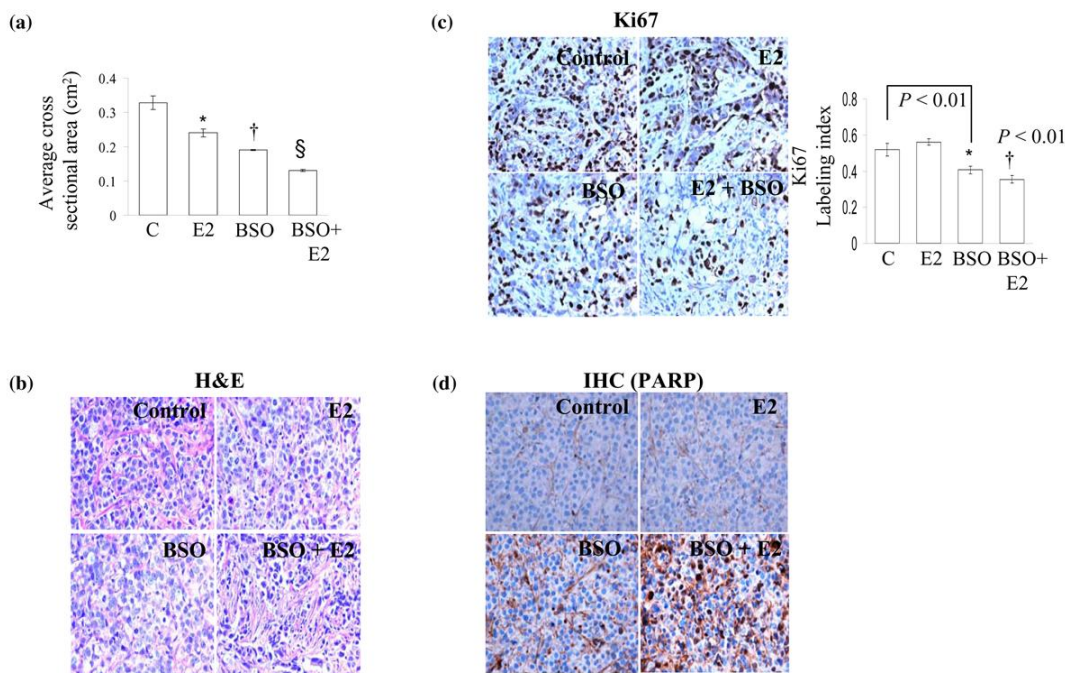 (a)
Average cross
sectional area (cm²)
0.4
0.3
0.2
0.1
0
*
†
§
C E2 BSO BSO+
E2
(b)
H&E
Control
E2
BSO
BSO + E2
(c)
Ki67
Control
E2
BSO
E2 + BSO
Ki67
Labeling index
0.8
0.6
0.4
0.2
0
P < 0.01
P < 0.01
*
†
C E2 BSO BSO+
E2
(d)
IHC (PARP)
Control
E2
BSO
BSO + E2